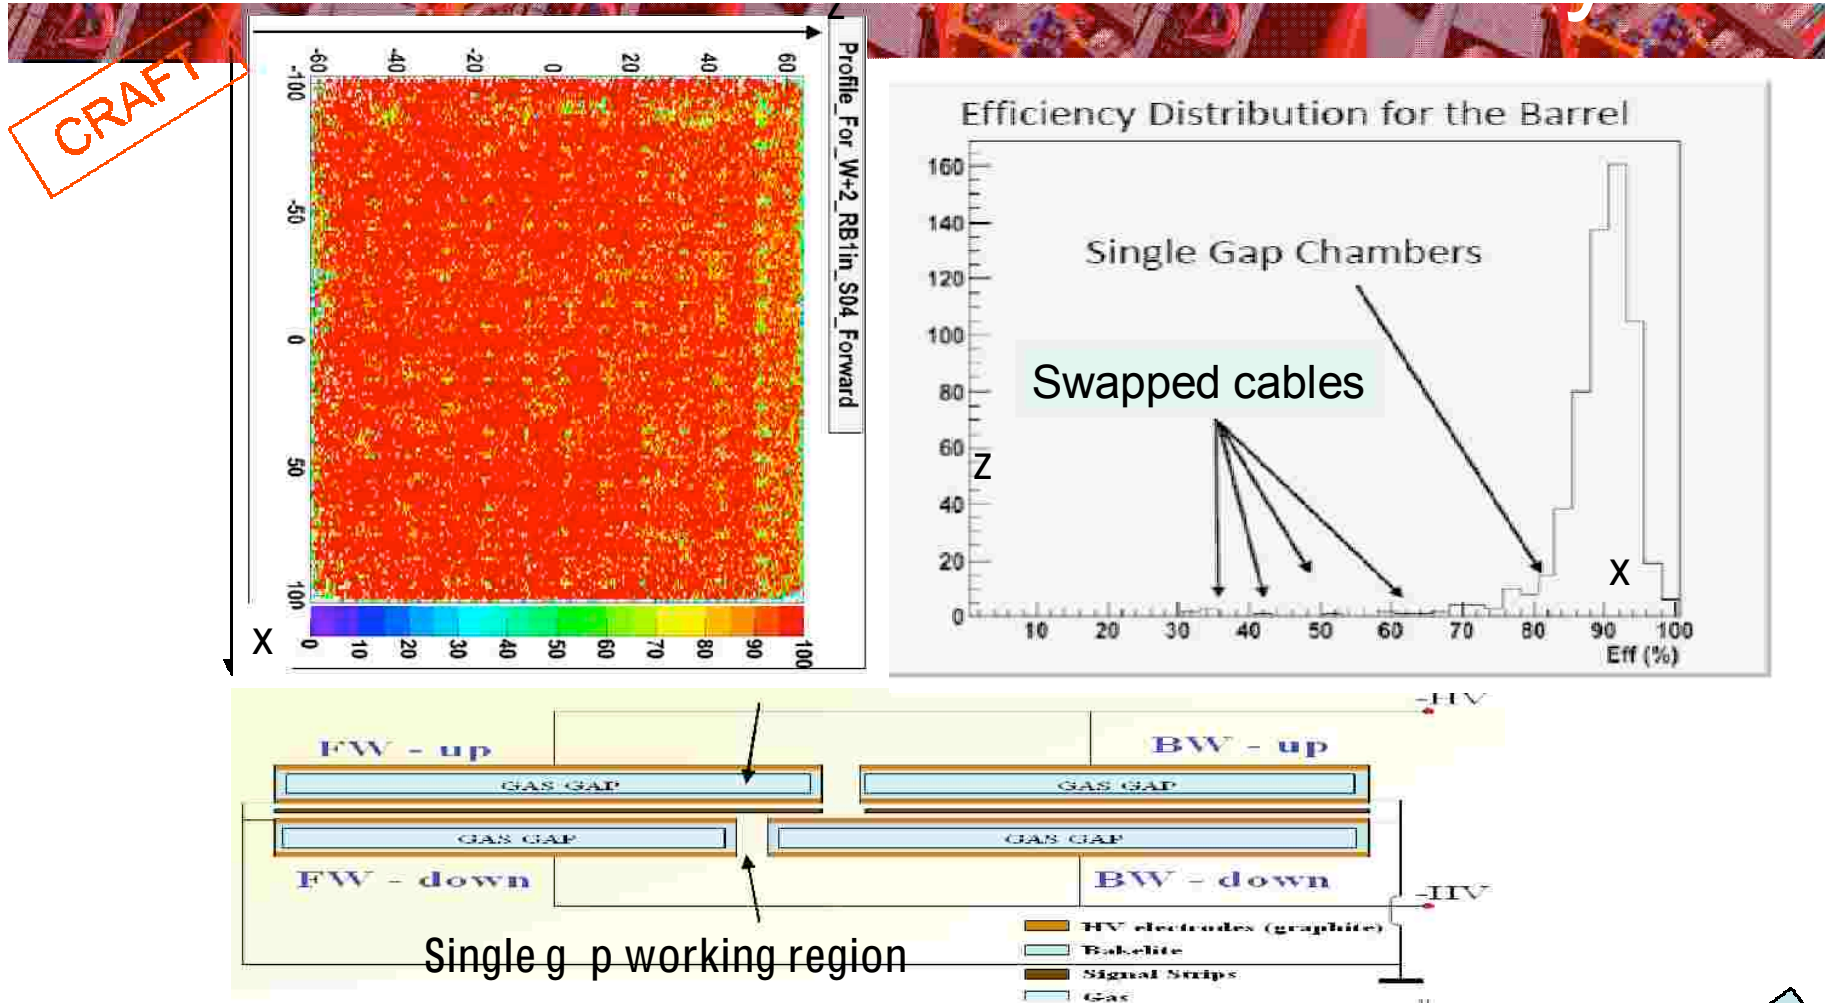 y
CRAFT
z
-60 -40 -20 0 20 40 60
-100
-50
0
50
100
Profile_For_W+2_RB1in_S04_Forward
x
0 10 20 30 40 50 60 70 80 90 100
Efficiency Distribution for the Barrel
160
140
120
100
80
60
40
20
0
Single Gap Chambers
Swapped cables
z
x
10 20 30 40 50 60 70 80 90 100
Eff (%)
-HV
FW - up
BW - up
GAS GAP
GAS GAP
GAS GAP
GAS GAP
FW - down
BW - down
-HV
Single g p working region
HV electrodes (graphite)
Bakelite
Signal Strips
Gas